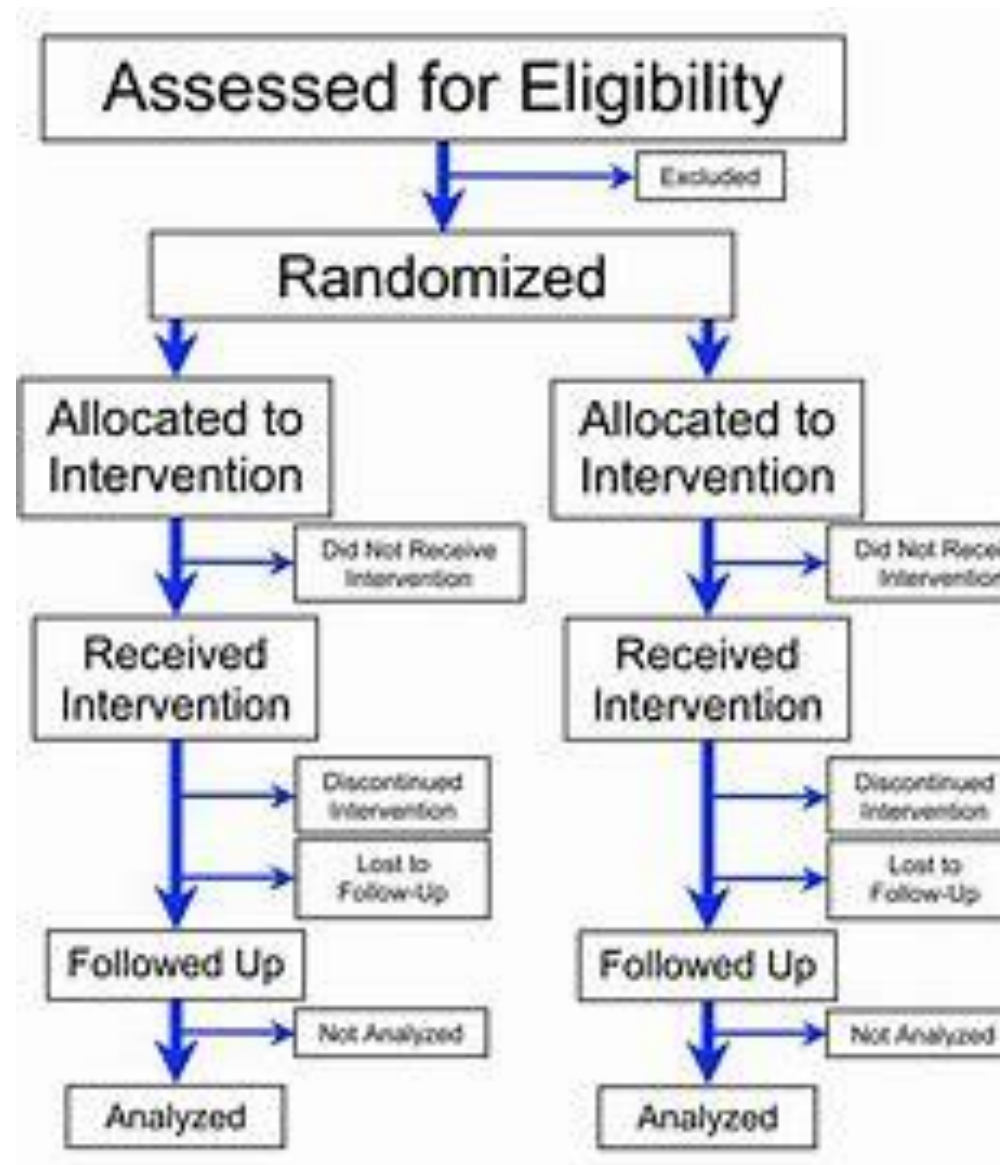 Assessed for Eligibility
Excluded
Randomized
Allocated to
Intervention
Allocated to
Intervention
Did Not Receive
Intervention
Did Not Recei
Intervention
Received
Intervention
Received
Intervention
Discontinued
Intervention
Discontinued
Intervention
Lost to
Follow-Up
Lost to
Follow-Up
Followed Up
Followed Up
Not Analyzed
Not Analyzed
Analyzed
Analyzed